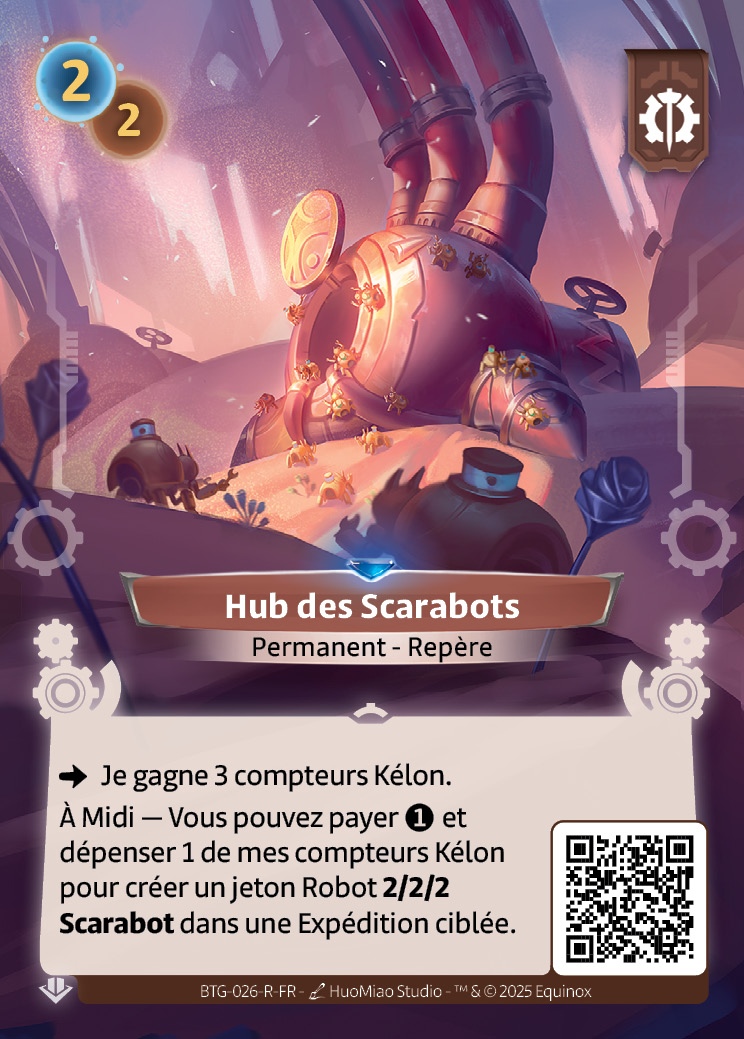 2
2
Hub des Scarabots
Permanent - Repère
Je gagne 3 compteurs Kélon.
À Midi — Vous pouvez payer 1 et
dépenser 1 de mes compteurs Kélon
pour créer un jeton Robot 2/2/2
Scarabot dans une Expédition ciblée.
BTG-026-R-FR - HuoMiao Studio - ™ & © 2025 Equinox